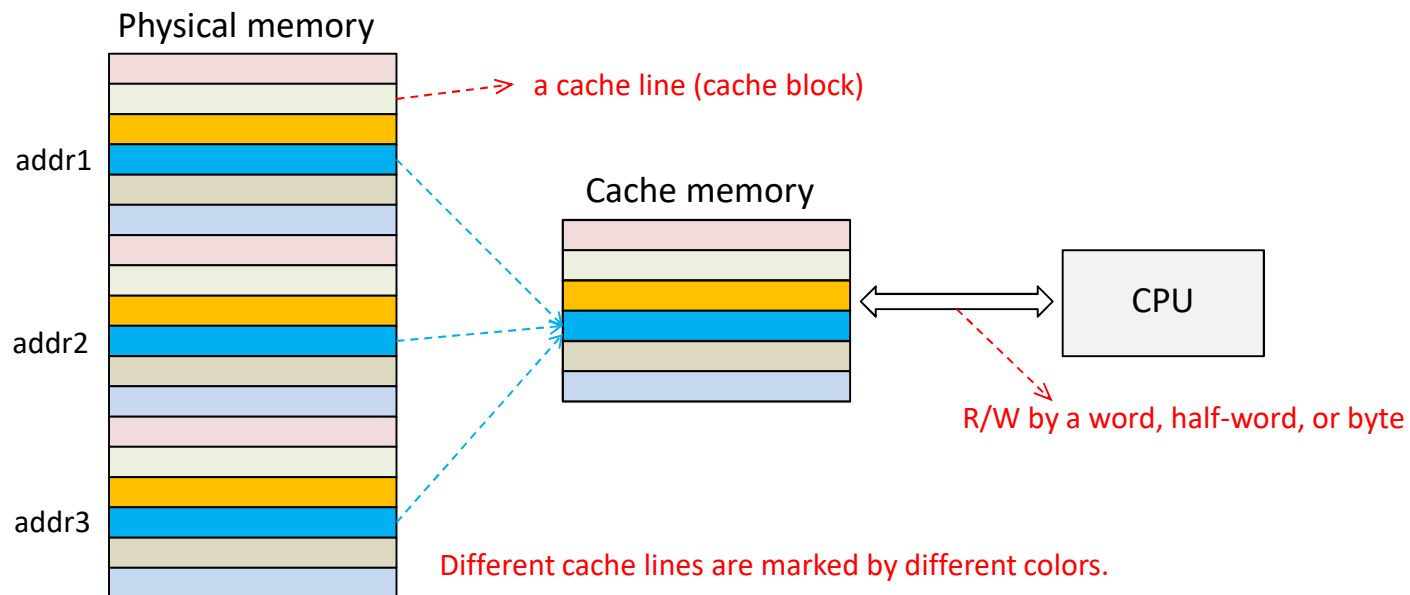 Physical memory
a cache line (cache block)
addr1
Cache memory
CPU
addr2
R/W by a word, half-word, or byte
addr3
Different cache lines are marked by different colors.